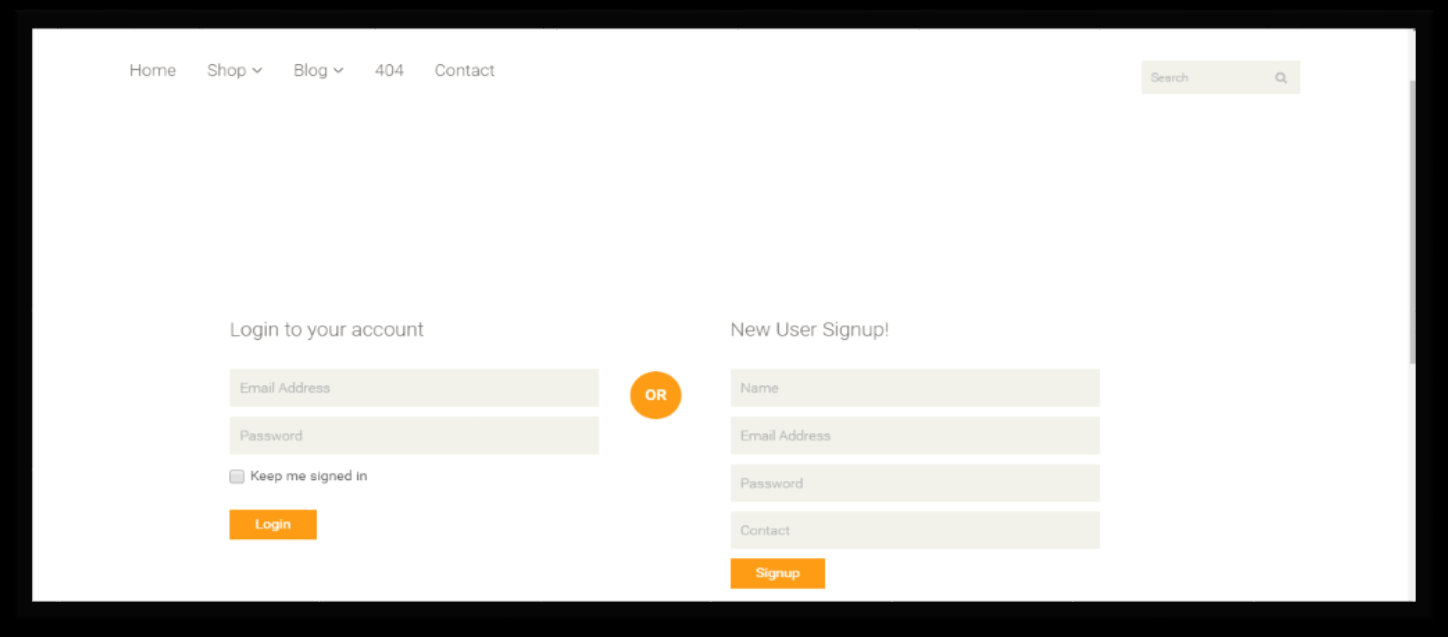 Home Shop Blog 404 Contact
Search
Login to your account
Email Address
Password
Keep me signed in
Login
OR
New User Signup!
Name
Email Address
Password
Contact
Signup